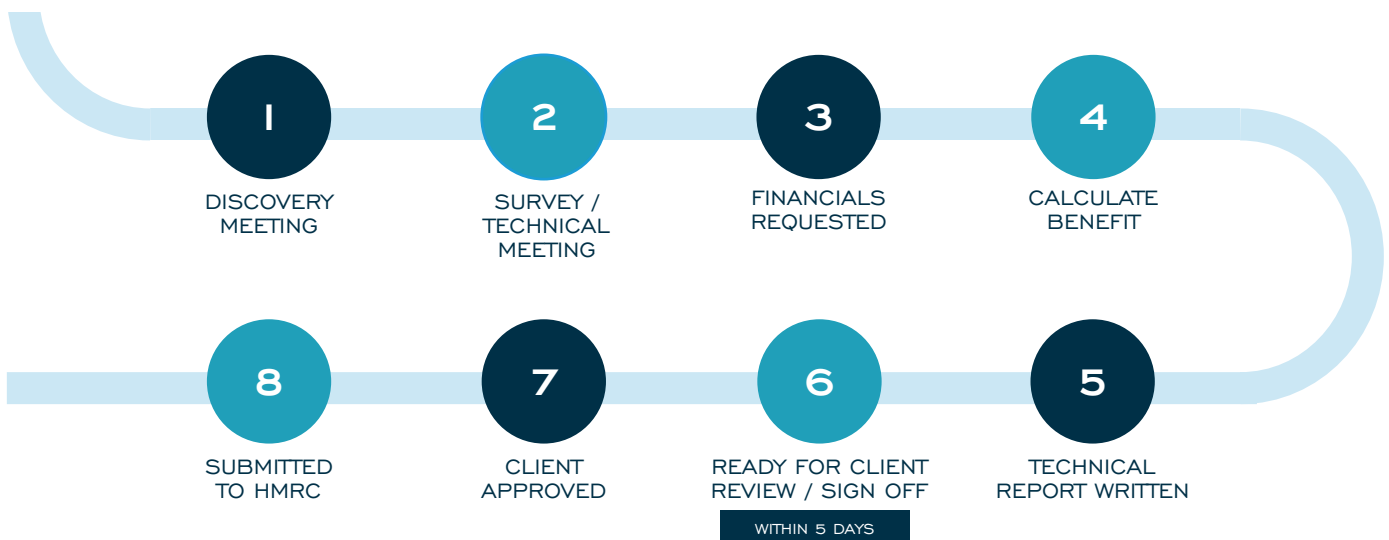 1
DISCOVERY
MEETING
2
SURVEY /
TECHNICAL
MEETING
3
FINANCIALS
REQUESTED
4
CALCULATE
BENEFIT
5
TECHNICAL
REPORT WRITTEN
6
READY FOR CLIENT
REVIEW / SIGN OFF
WITHIN 5 DAYS
7
CLIENT
APPROVED
8
SUBMITTED
TO HMRC